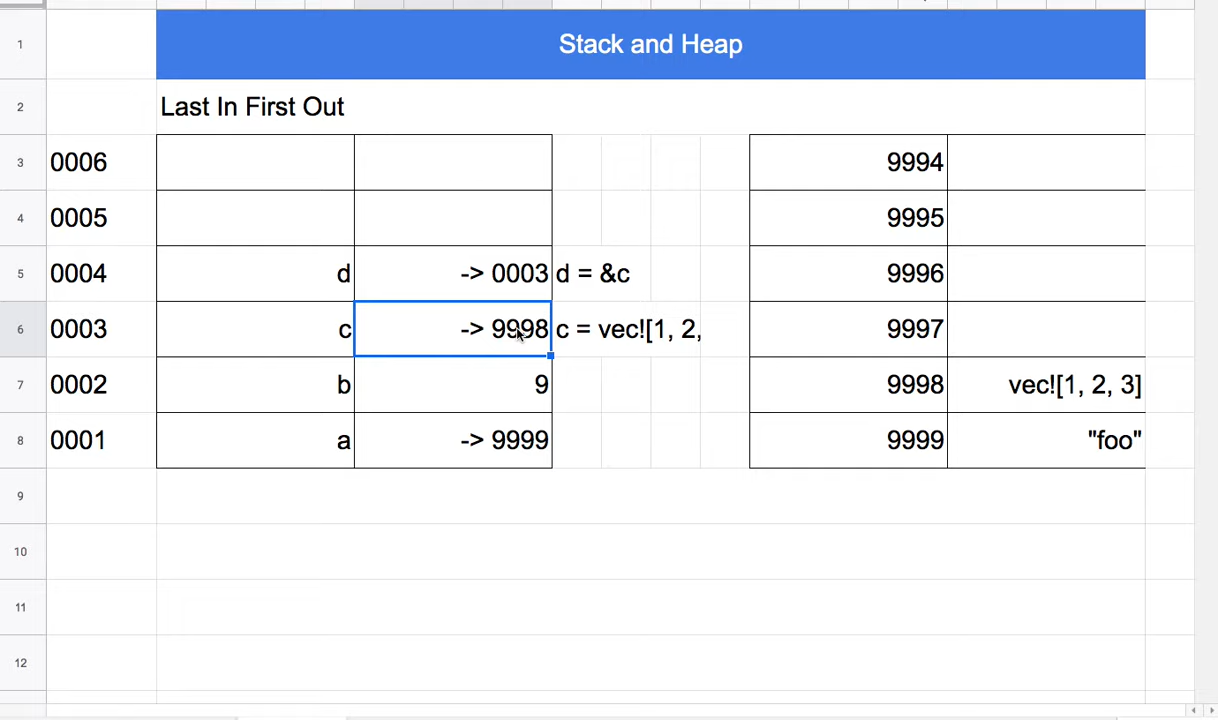 1 Stack and Heap
2 Last In First Out
3 0006 9994
4 0005 9995
5 0004 d -> 0003 d = &c 9996
6 0003 c -> 9998 c = vec![1, 2, 9997
7 0002 b 9 9998 vec![1, 2, 3]
8 0001 a -> 9999 9999 "foo"
9
10
11
12